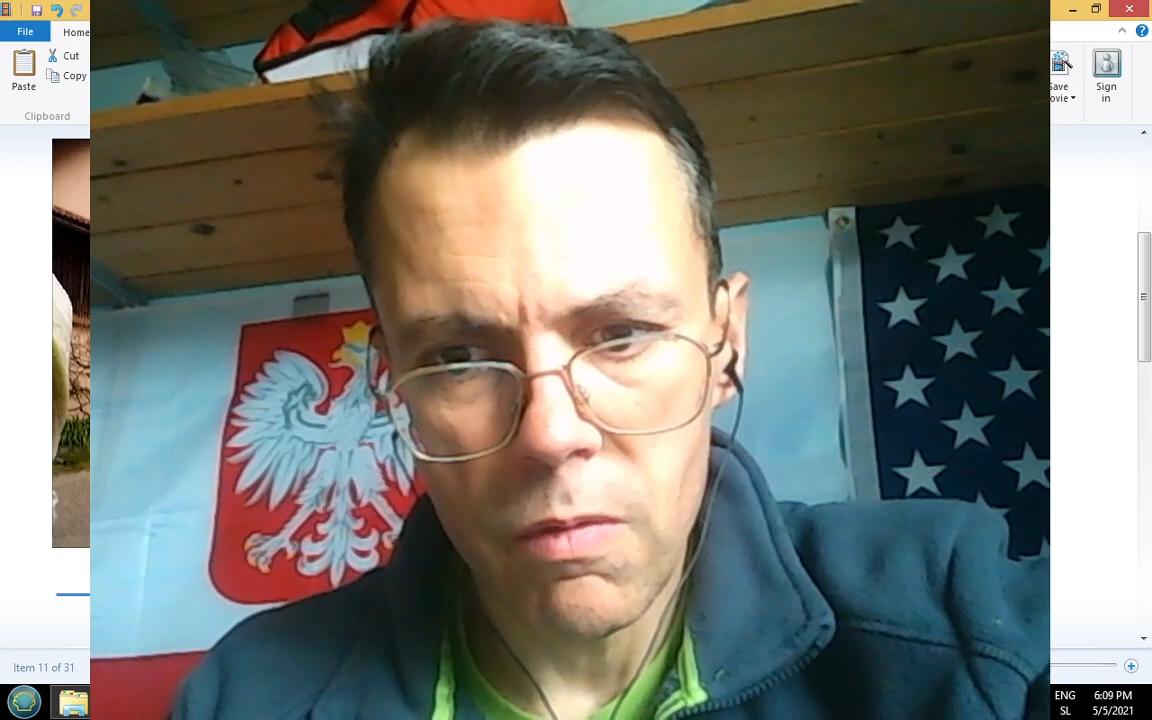 File
Home
Cut
Copy
Paste
Clipboard
Save
ovie
Sign
in
Item 11 of 31
ENG
SL
6:09 PM
5/5/2021